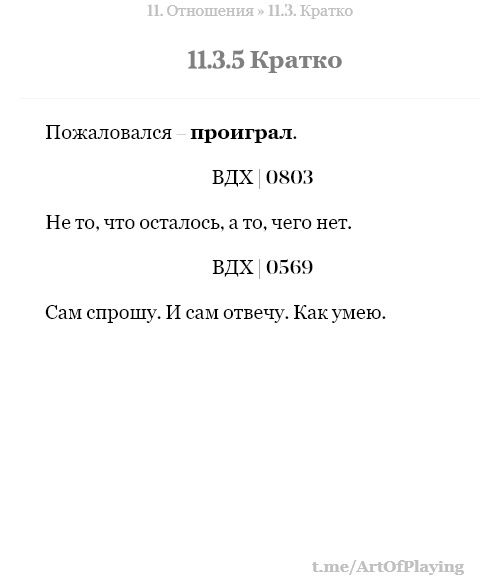 11. Отношения » 11.3. Кратко
11.3.5 Кратко
Пожаловался – проиграл.
ВДХ | 0803
Не то, что осталось, а то, чего нет.
ВДХ | 0569
Сам спрошу. И сам отвечу. Как умею.
t.me/ArtOfPlaying